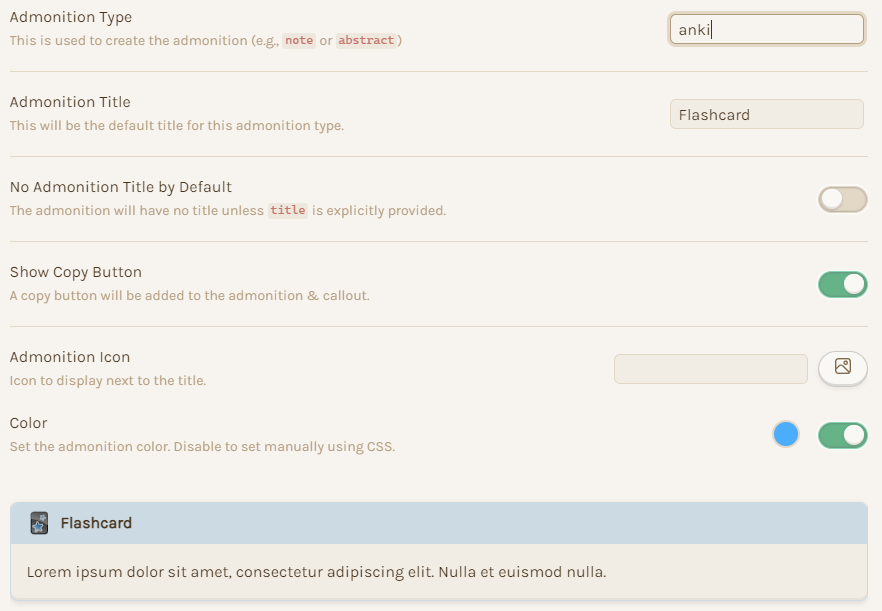 Admonition Type
anki
This is used to create the admonition (e.g., note or abstract)
Admonition Title
Flashcard
This will be the default title for this admonition type.
No Admonition Title by Default
The admonition will have no title unless title is explicitly provided.
Show Copy Button
A copy button will be added to the admonition & callout.
Admonition Icon
Icon to display next to the title.
Color
Set the admonition color. Disable to set manually using CSS.
Flashcard
Lorem ipsum dolor sit amet, consectetur adipiscing elit. Nulla et euismod nulla.